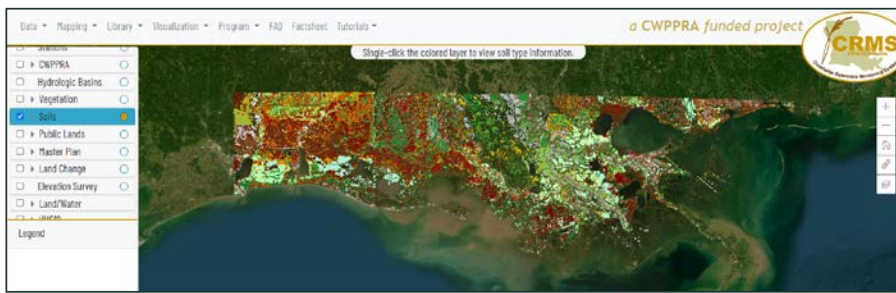 Data Mapping Library Visualization Program FAQ Factsheet Tutorials
a CWPPRA funded project
CRMS
Single-click the colored layer to view soil type information.
Stations
CWPPRA
Hydrologic Basins
Vegetation
Soils
Public Lands
Master Plan
Land Change
Elevation Survey
Land/Water
Legend